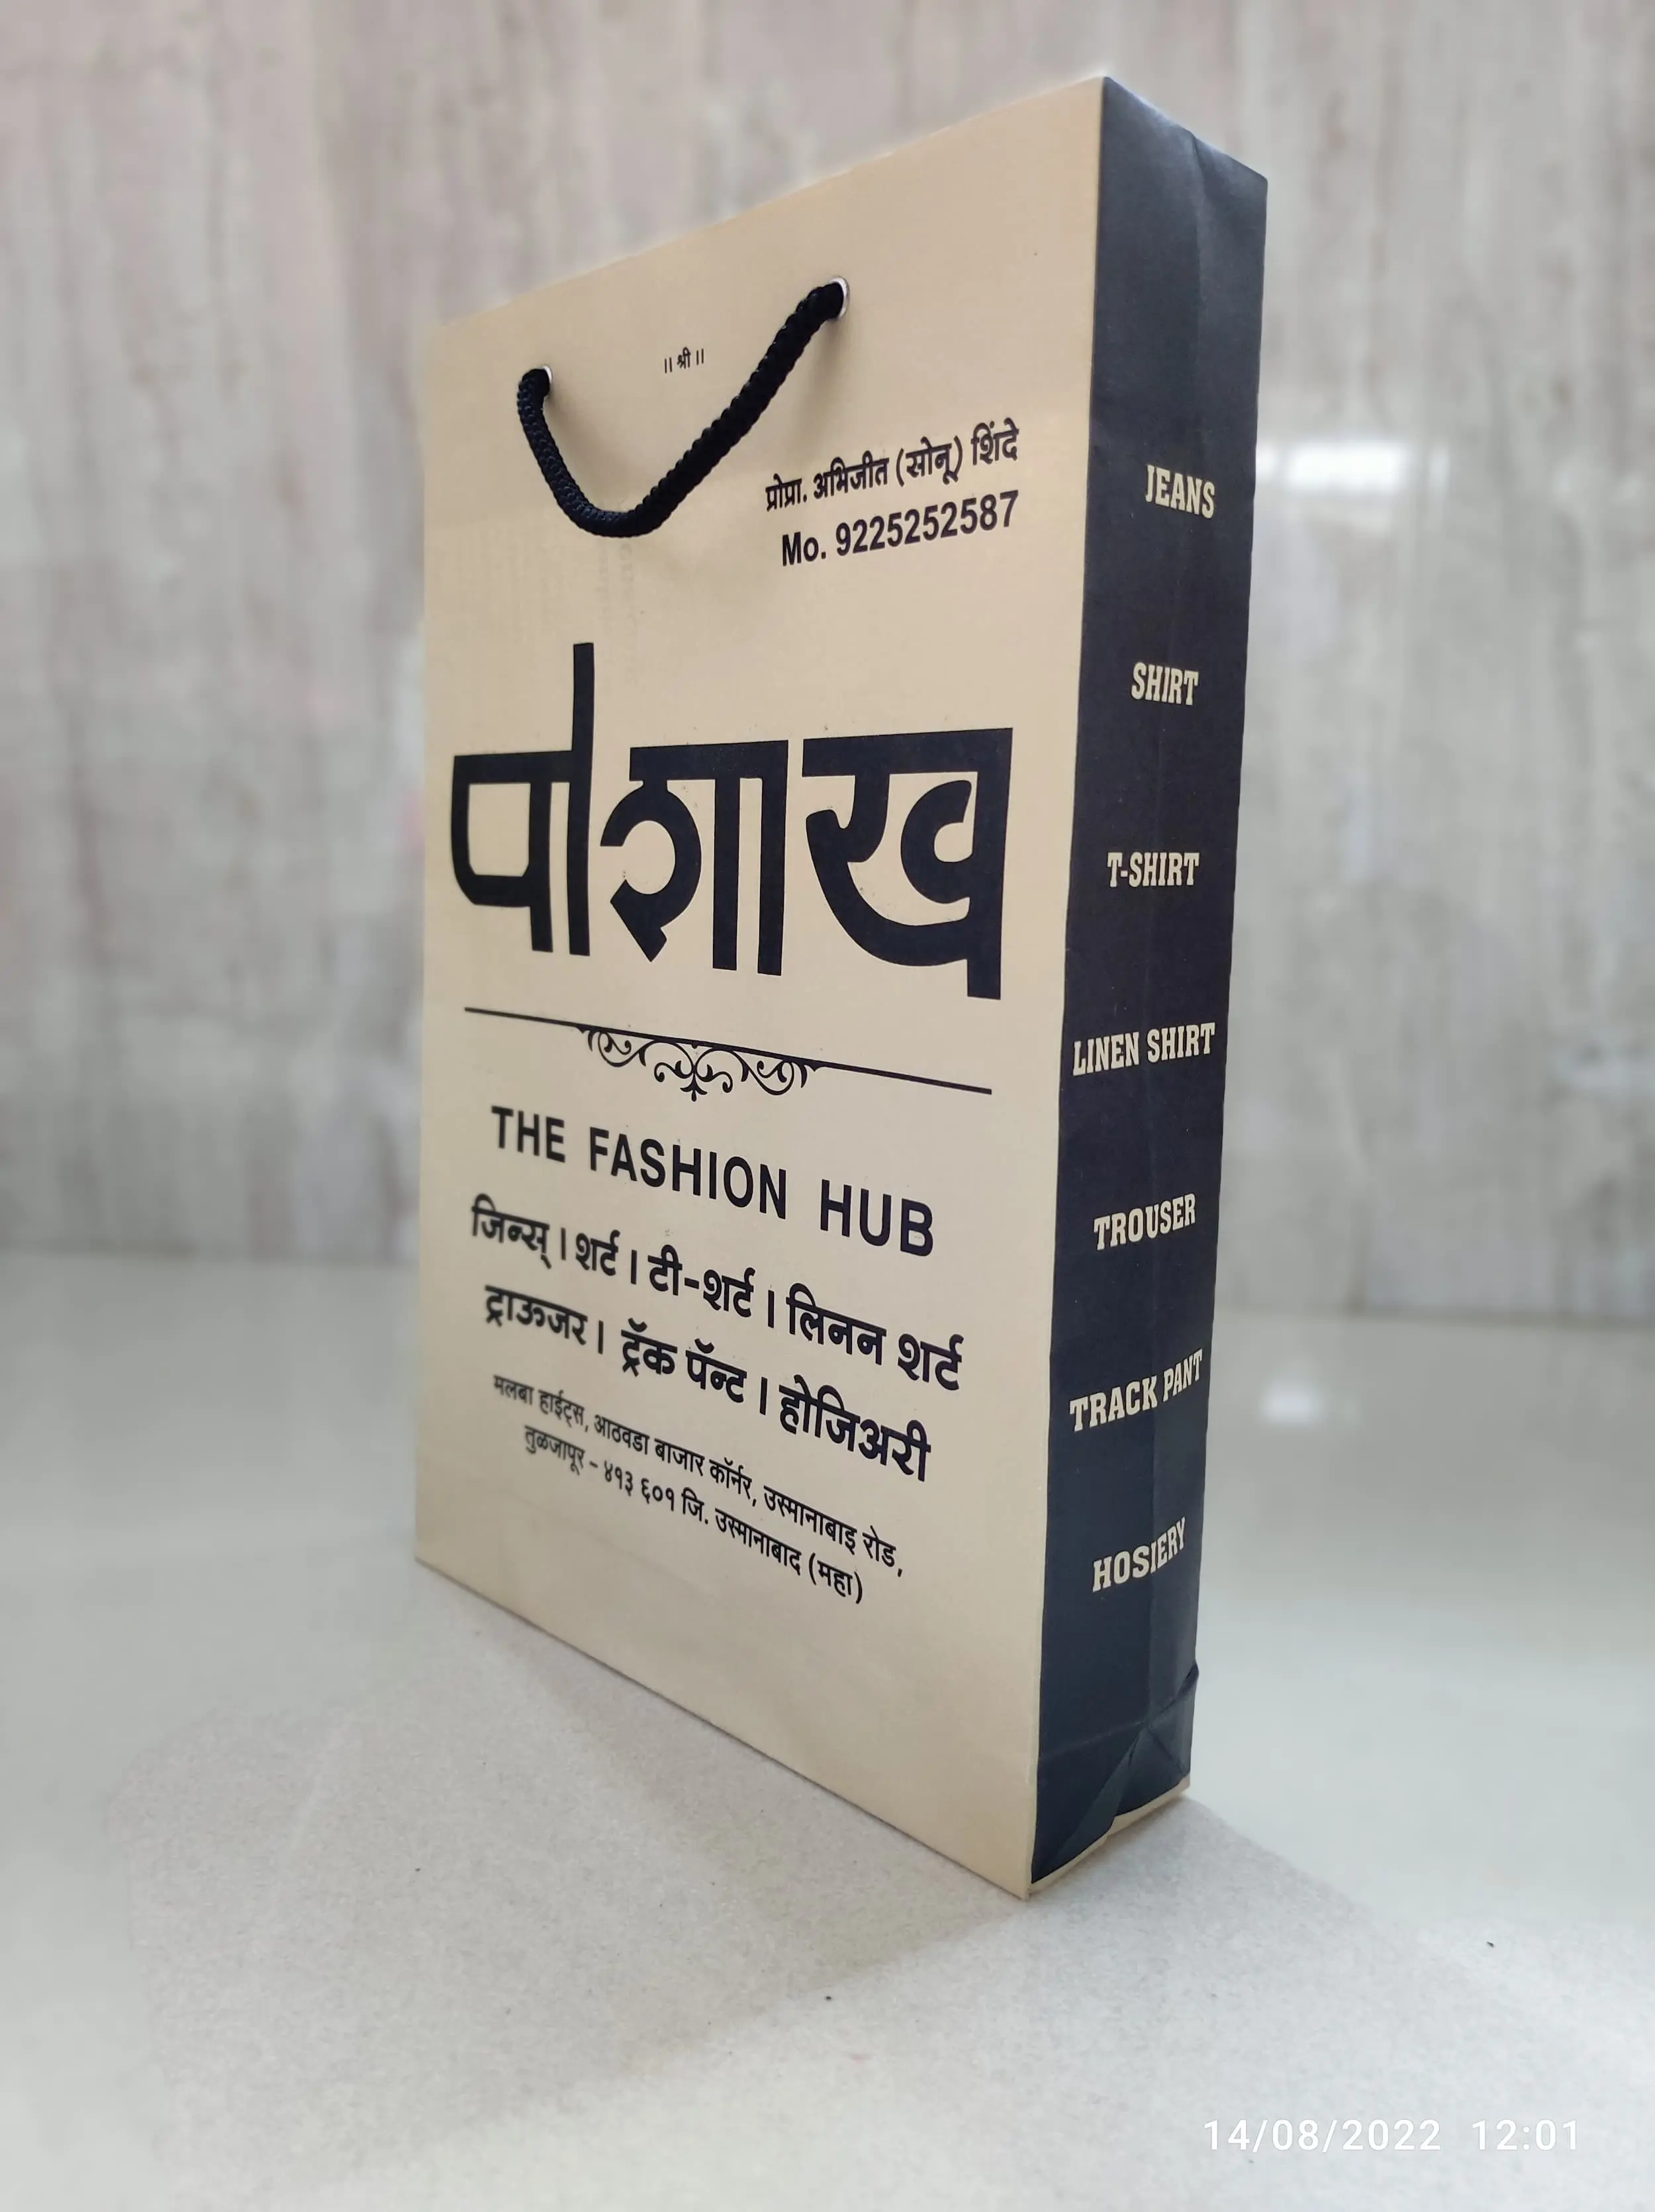 ॥ श्री ॥
प्रोप्रा. अभिजीत (सोनू) शिंदे
Mo. 9225252587
पोशाख
THE FASHION HUB
जिन्स् । शर्ट । टी-शर्ट । लिनन शर्ट
ट्राऊजर । ट्रॅक पॅन्ट । होजिअरी
मलबा हाईट्स, आठवडा बाजार कॉर्नर, उस्मानाबाइ रोड,
तुळजापूर - ४१३ ६०१ जि. उस्मानाबाद (महा)
JEANS
SHIRT
T-SHIRT
LINEN SHIRT
TROUSER
TRACK PANT
HOSIERY
14/08/2022 12:01